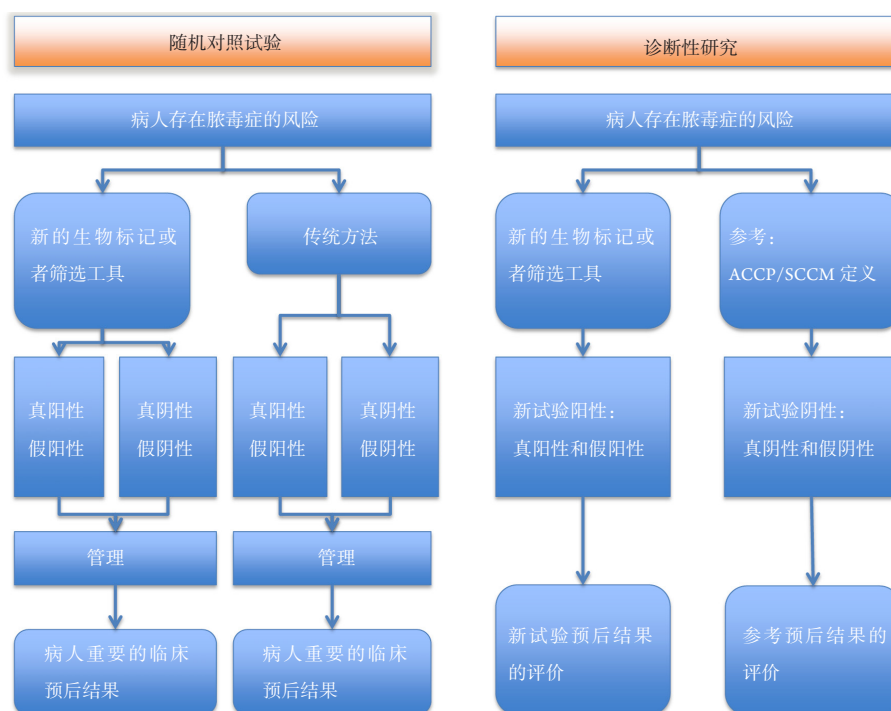 随机对照试验
病人存在脓毒症的风险
新的生物标记或
者筛选工具
传统方法
真阳性
假阳性
真阴性
假阴性
真阳性
假阳性
真阴性
假阴性
管理
管理
病人重要的临床
预后结果
病人重要的临床
预后结果
诊断性研究
病人存在脓毒症的风险
新的生物标记或
者筛选工具
参考：
ACCP/SCCM 定义
新试验阳性：
真阳性和假阳性
新试验阴性：
真阴性和假阴性
新试验预后结果
的评价
参考预后结果的
评价